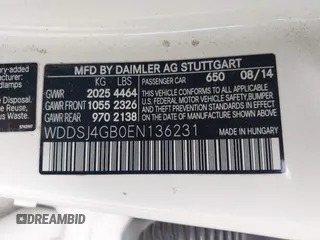 MFD BY DAIMLER AG STUTTGART
KG LBS PASSENGER CAR 650 08/14
GVWR 2025 4464
GAWR FRONT 1055 2326
GAWR REAR 970 2138
THIS VEHICLE CONFORMS TO ALL APPLICABLE
U.S. FEDERAL MOTOR VEHICLE SAFETY,
BUMPER, AND THEFT PREVENTION STANDARDS
IN EFFECT ON THE DATE OF MANUFACTURE
SHOWN ABOVE.
WDDSJ4GB0EN136231
MADE IN HUNGARY
DREAMBID